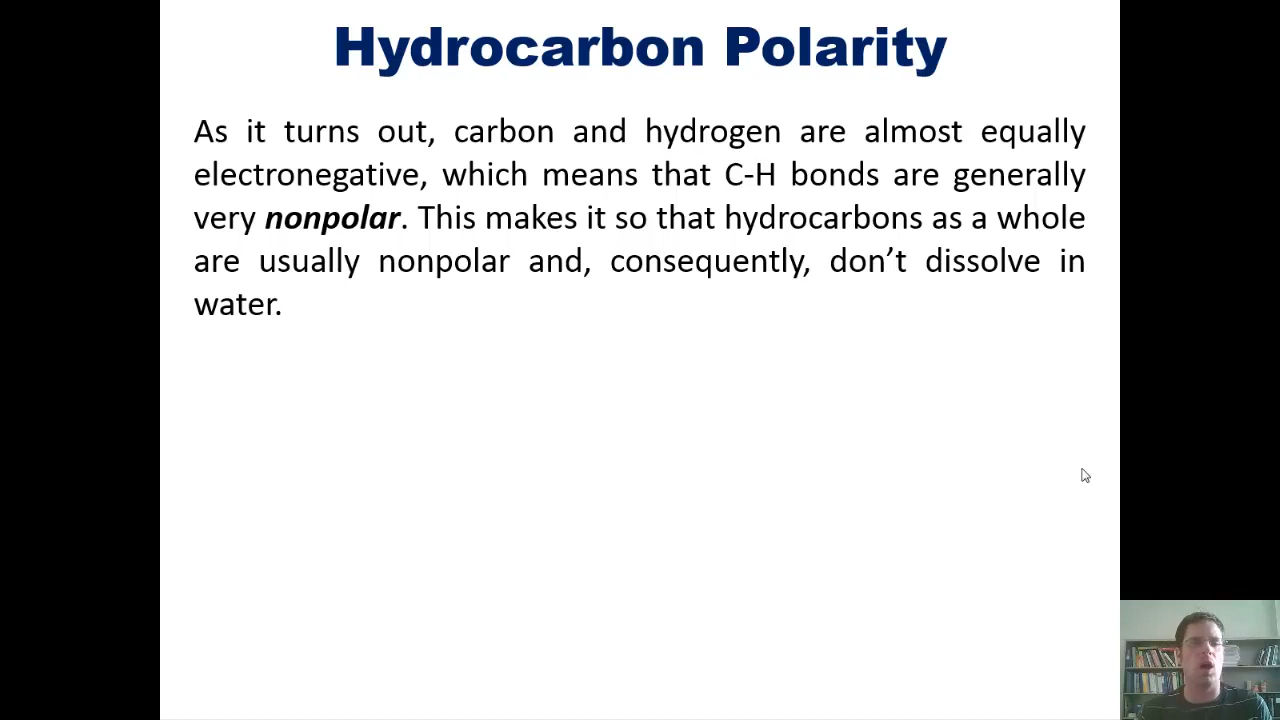 Hydrocarbon Polarity
As it turns out, carbon and hydrogen are almost equally
electronegative, which means that C-H bonds are generally
very nonpolar. This makes it so that hydrocarbons as a whole
are usually nonpolar and, consequently, don’t dissolve in
water.